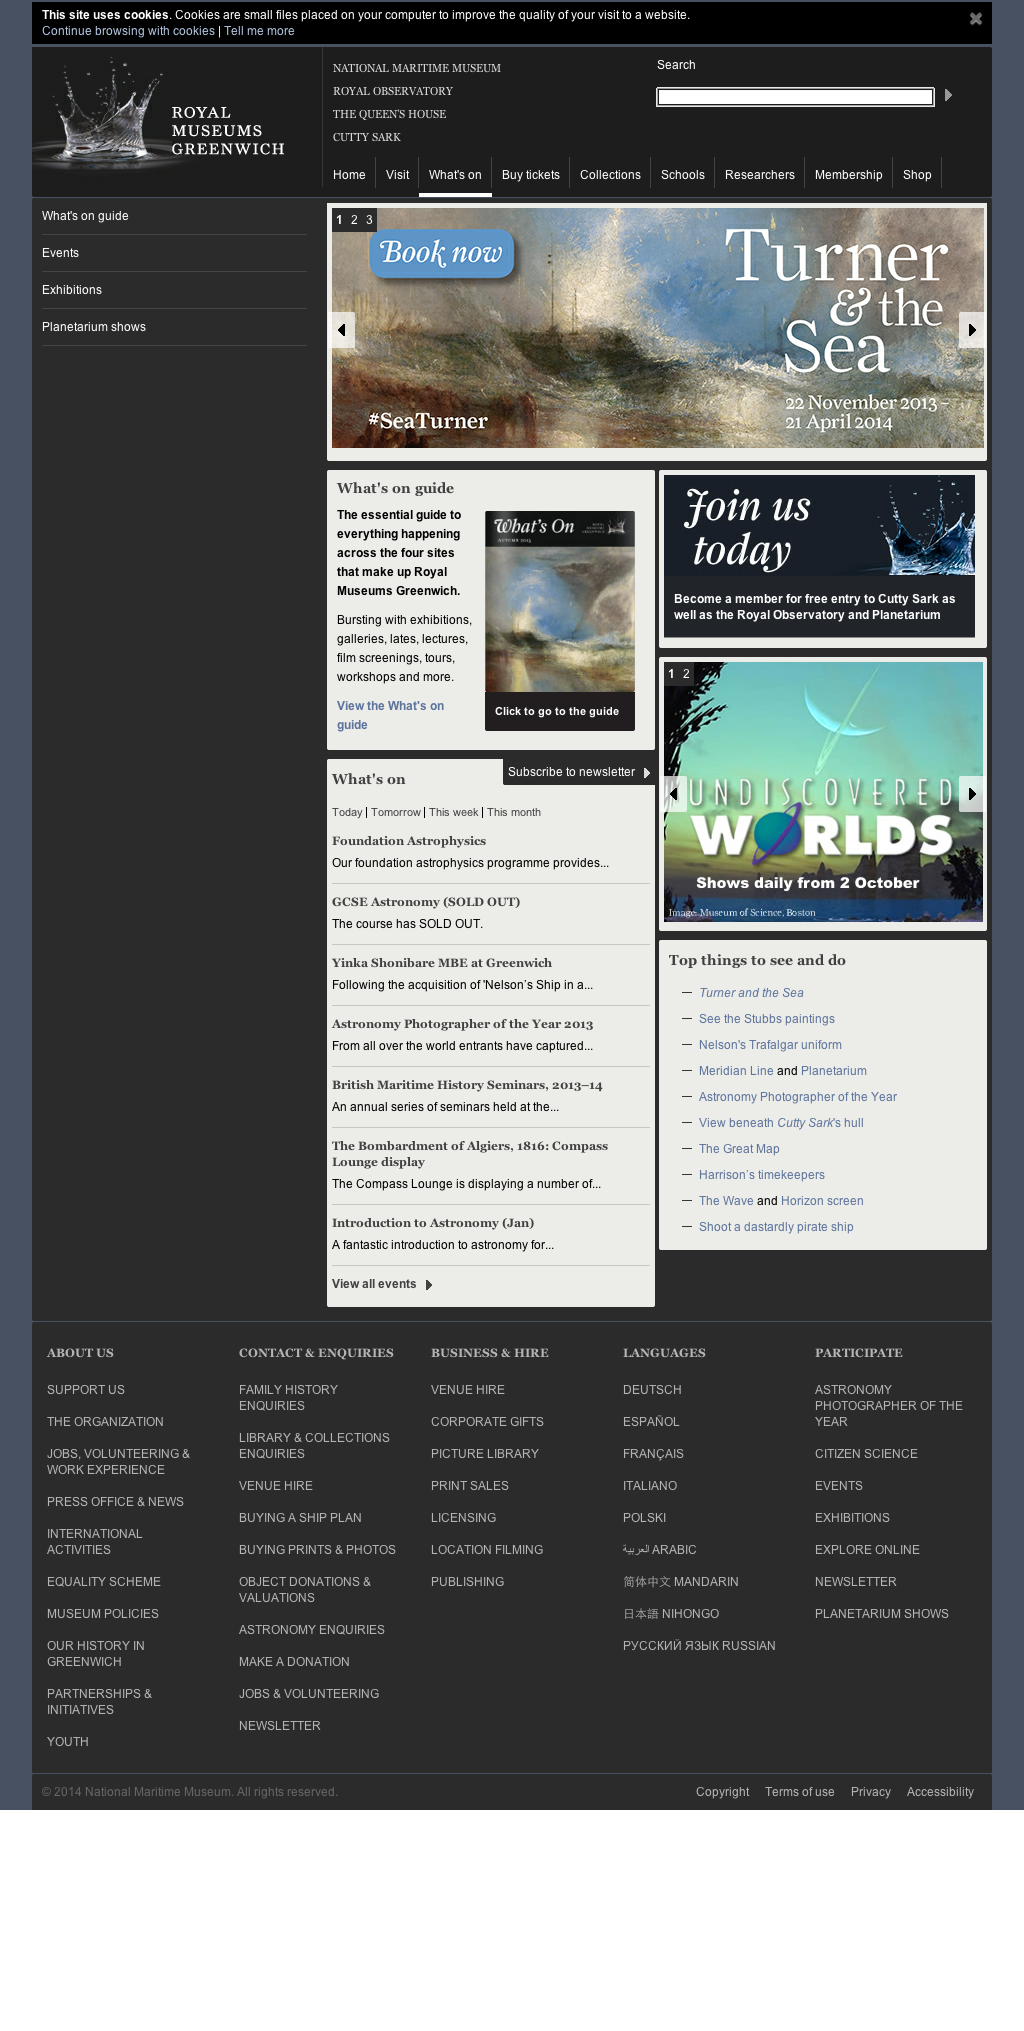 This site uses cookies. Cookies are small files placed on your computer to improve the quality of your visit to a website.
Continue browsing with cookies | Tell me more
ROYAL
MUSEUMS
GREENWICH
NATIONAL MARITIME MUSEUM
ROYAL OBSERVATORY
THE QUEEN'S HOUSE
CUTTY SARK
Search
Home
Visit
What's on
Buy tickets
Collections
Schools
Researchers
Membership
Shop
What's on guide
Events
Exhibitions
Planetarium shows
1 2 3
Book now
Turner
& the
Sea
22 November 2013 –
21 April 2014
#SeaTurner
What's on guide
The essential guide to
everything happening
across the four sites
that make up Royal
Museums Greenwich.
Bursting with exhibitions,
galleries, lates, lectures,
film screenings, tours,
workshops and more.
View the What's on
guide
What's On
AUTUMN 2013
ROYAL
MUSEUMS
GREENWICH
Click to go to the guide
Join us
today
Become a member for free entry to Cutty Sark as
well as the Royal Observatory and Planetarium
1 2
UNDISCOVERED
WORLDS
Shows daily from 2 October
Image: Museum of Science, Boston
What's on
Subscribe to newsletter
Today | Tomorrow | This week | This month
Foundation Astrophysics
Our foundation astrophysics programme provides...
GCSE Astronomy (SOLD OUT)
The course has SOLD OUT.
Yinka Shonibare MBE at Greenwich
Following the acquisition of 'Nelson's Ship in a...
Astronomy Photographer of the Year 2013
From all over the world entrants have captured...
British Maritime History Seminars, 2013–14
An annual series of seminars held at the...
The Bombardment of Algiers, 1816: Compass
Lounge display
The Compass Lounge is displaying a number of...
Introduction to Astronomy (Jan)
A fantastic introduction to astronomy for...
View all events
Top things to see and do
— Turner and the Sea
— See the Stubbs paintings
— Nelson's Trafalgar uniform
— Meridian Line and Planetarium
— Astronomy Photographer of the Year
— View beneath Cutty Sark's hull
— The Great Map
— Harrison's timekeepers
— The Wave and Horizon screen
— Shoot a dastardly pirate ship
ABOUT US
SUPPORT US
THE ORGANIZATION
JOBS, VOLUNTEERING &
WORK EXPERIENCE
PRESS OFFICE & NEWS
INTERNATIONAL
ACTIVITIES
EQUALITY SCHEME
MUSEUM POLICIES
OUR HISTORY IN
GREENWICH
PARTNERSHIPS &
INITIATIVES
YOUTH
CONTACT & ENQUIRIES
FAMILY HISTORY
ENQUIRIES
LIBRARY & COLLECTIONS
ENQUIRIES
VENUE HIRE
BUYING A SHIP PLAN
BUYING PRINTS & PHOTOS
OBJECT DONATIONS &
VALUATIONS
ASTRONOMY ENQUIRIES
MAKE A DONATION
JOBS & VOLUNTEERING
NEWSLETTER
BUSINESS & HIRE
VENUE HIRE
CORPORATE GIFTS
PICTURE LIBRARY
PRINT SALES
LICENSING
LOCATION FILMING
PUBLISHING
LANGUAGES
DEUTSCH
ESPAÑOL
FRANÇAIS
ITALIANO
POLSKI
العربية ARABIC
简体中文 MANDARIN
日本語 NIHONGO
РУССКИЙ ЯЗЫК RUSSIAN
PARTICIPATE
ASTRONOMY
PHOTOGRAPHER OF THE
YEAR
CITIZEN SCIENCE
EVENTS
EXHIBITIONS
EXPLORE ONLINE
NEWSLETTER
PLANETARIUM SHOWS
© 2014 National Maritime Museum. All rights reserved.
Copyright
Terms of use
Privacy
Accessibility